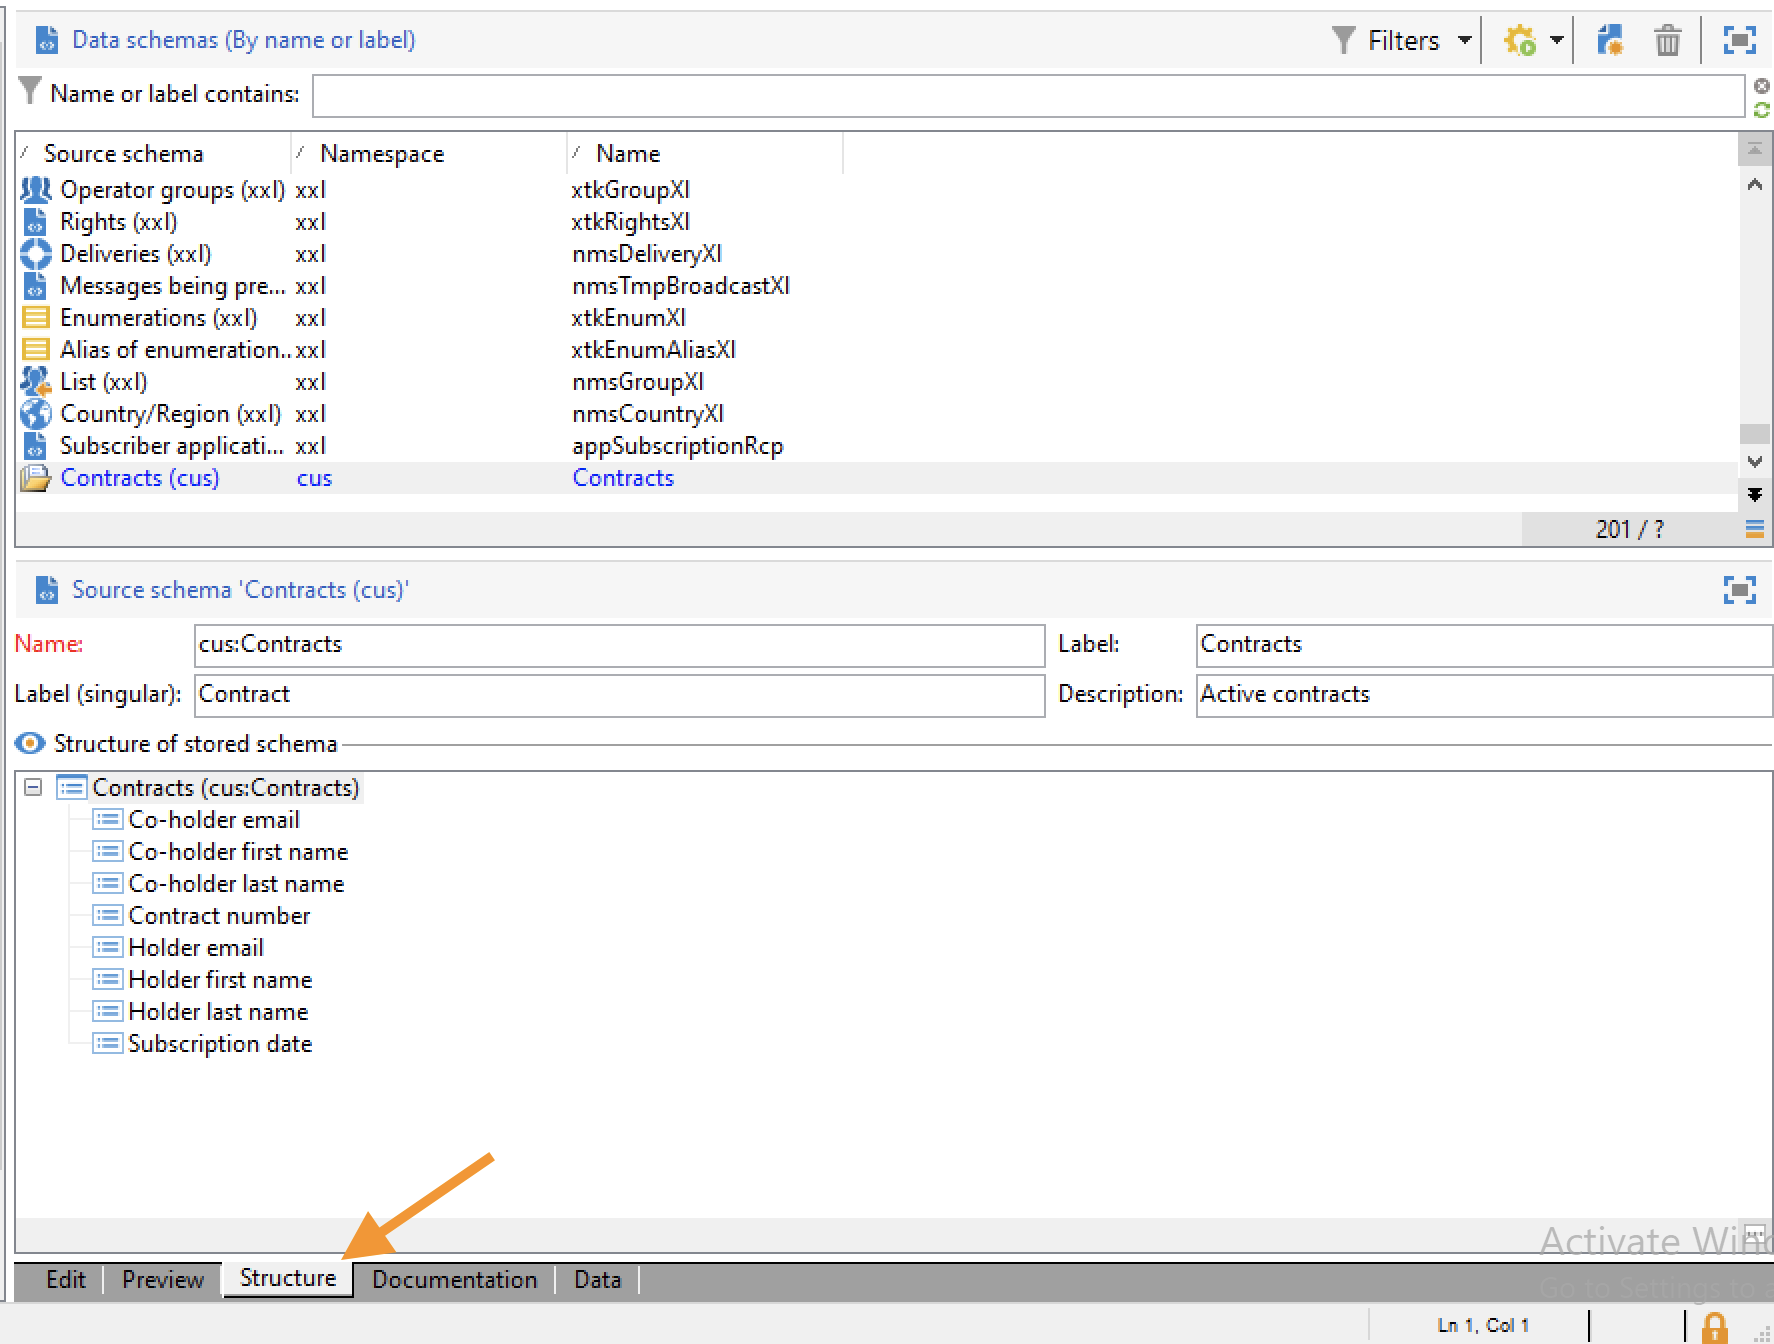 Data schemas (By name or label)
Filters
Name or label contains:
Source schema Namespace Name
Operator groups (xxl) xxl xtkGroupXl
Rights (xxl) xxl xtkRightsXl
Deliveries (xxl) xxl nmsDeliveryXl
Messages being pre... xxl nmsTmpBroadcastXl
Enumerations (xxl) xxl xtkEnumXl
Alias of enumeration.. xxl xtkEnumAliasXl
List (xxl) xxl nmsGroupXl
Country/Region (xxl) xxl nmsCountryXl
Subscriber applicati... xxl appSubscriptionRcp
Contracts (cus) cus Contracts
201 / ?
Source schema 'Contracts (cus)'
Name: cus:Contracts Label: Contracts
Label (singular): Contract Description: Active contracts
Structure of stored schema
Contracts (cus:Contracts)
Co-holder email
Co-holder first name
Co-holder last name
Contract number
Holder email
Holder first name
Holder last name
Subscription date
Activate Win
Go to Settings to a
Edit Preview Structure Documentation Data
Ln 1, Col 1